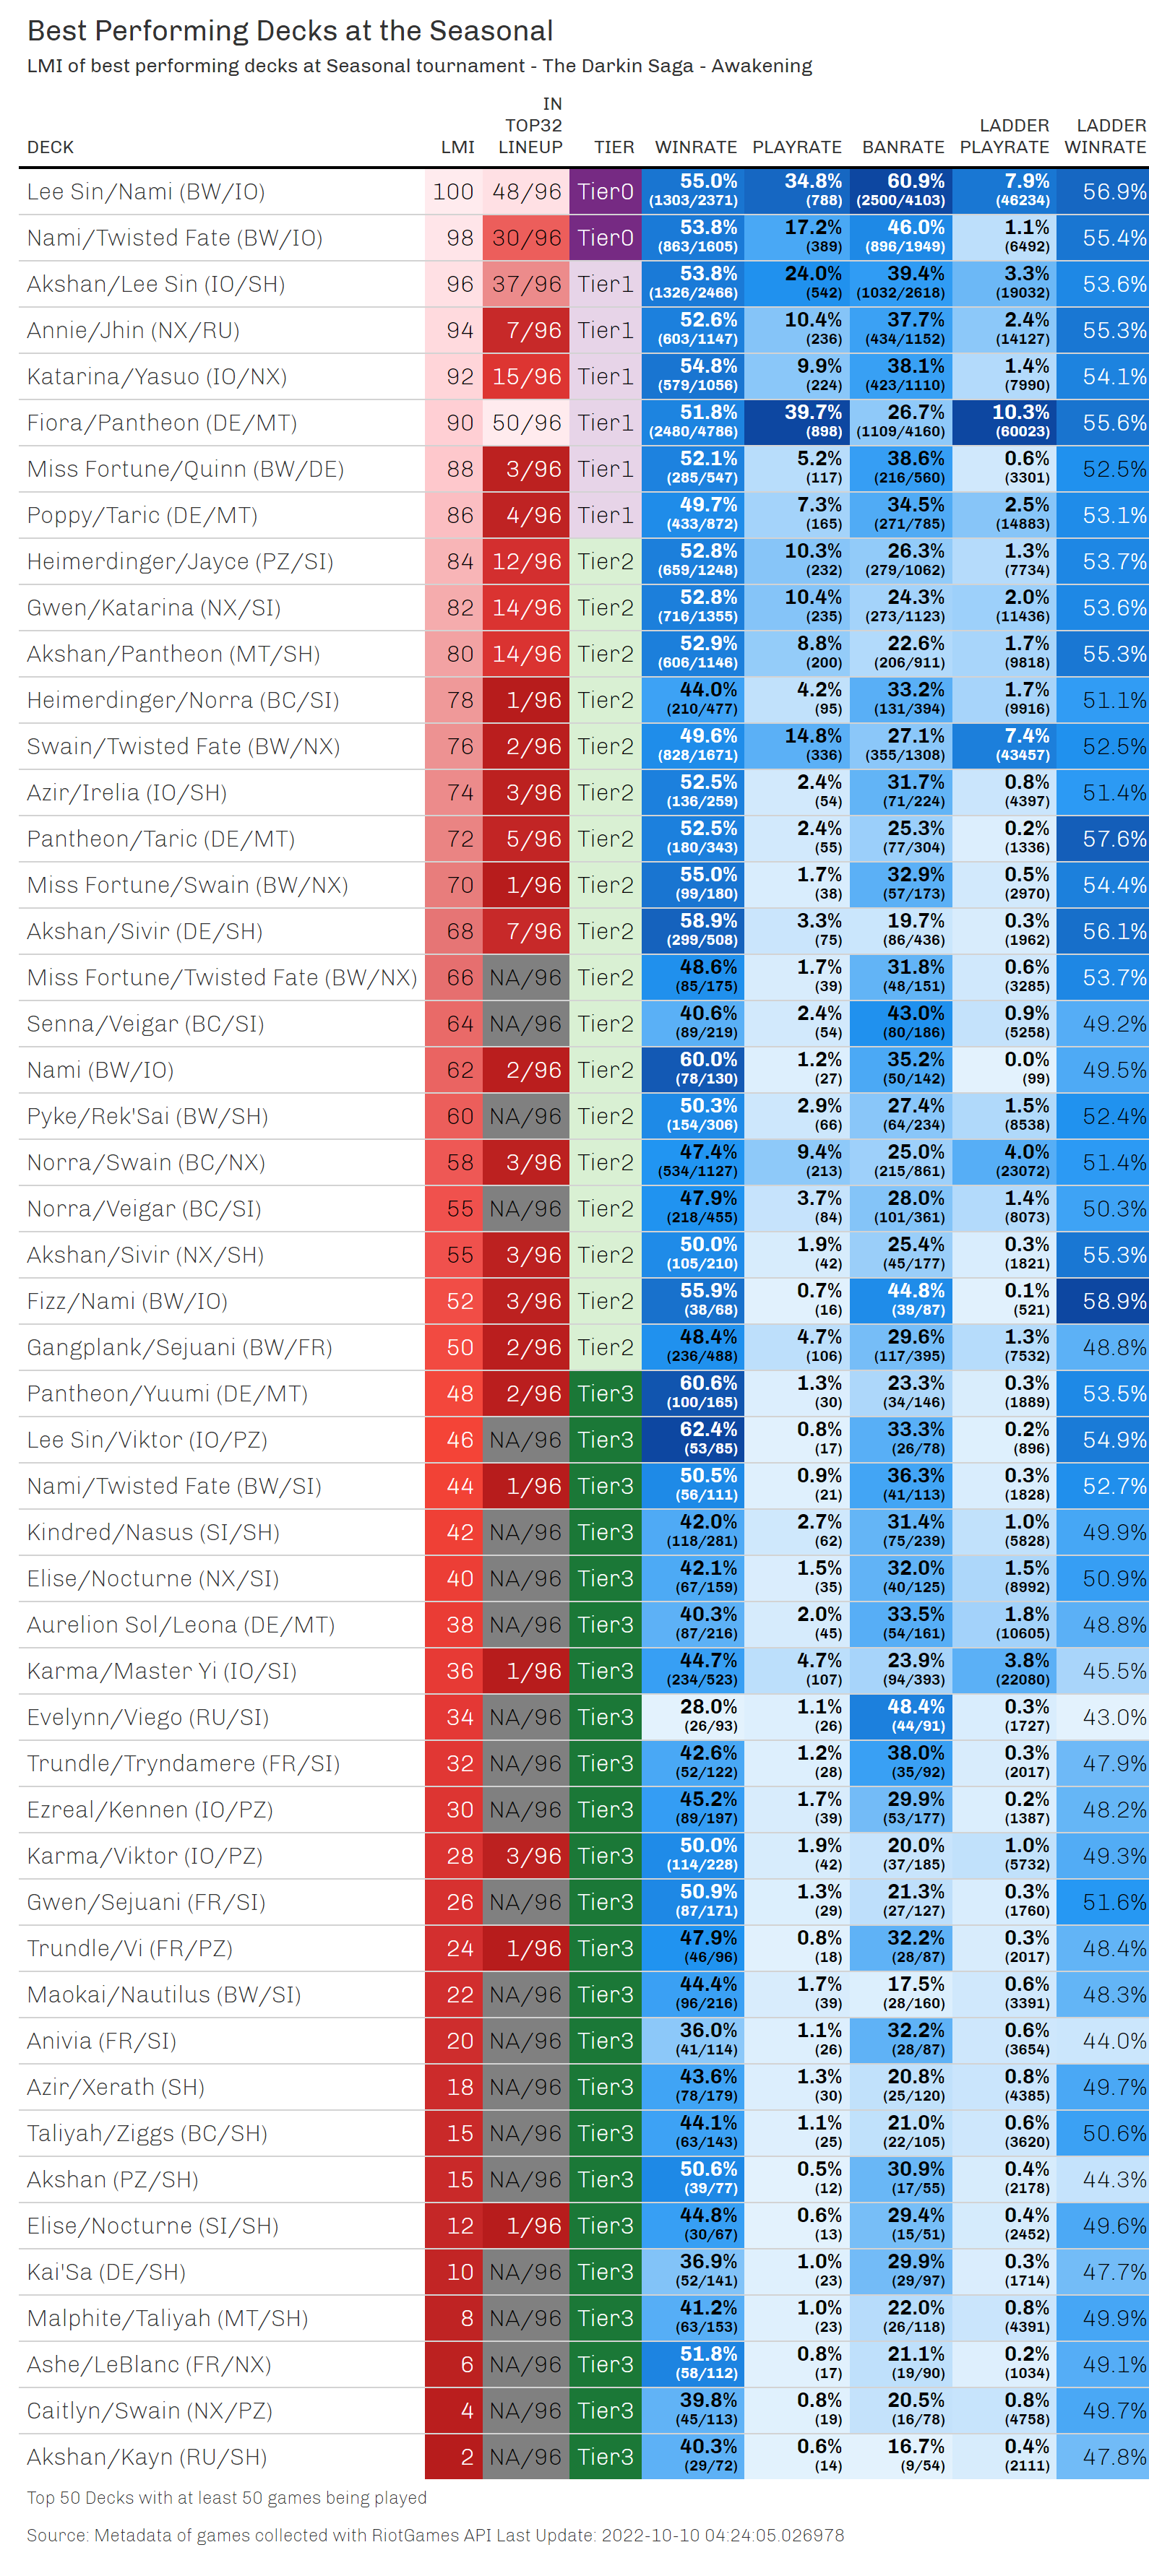 Best Performing Decks at the Seasonal
LMI of best performing decks at Seasonal tournament - The Darkin Saga - Awakening
DECK LMI IN TOP32 LINEUP TIER WINRATE PLAYRATE BANRATE LADDER PLAYRATE LADDER WINRATE
Lee Sin/Nami (BW/IO) 100 48/96 Tier0 55.0% (1303/2371) 34.8% (788) 60.9% (2500/4103) 7.9% (46234) 56.9%
Nami/Twisted Fate (BW/IO) 98 30/96 Tier0 53.8% (863/1605) 17.2% (389) 46.0% (896/1949) 1.1% (6492) 55.4%
Akshan/Lee Sin (IO/SH) 96 37/96 Tier1 53.8% (1326/2466) 24.0% (542) 39.4% (1032/2618) 3.3% (19032) 53.6%
Annie/Jhin (NX/RU) 94 7/96 Tier1 52.6% (603/1147) 10.4% (236) 37.7% (434/1152) 2.4% (14127) 55.3%
Katarina/Yasuo (IO/NX) 92 15/96 Tier1 54.8% (579/1056) 9.9% (224) 38.1% (423/1110) 1.4% (7990) 54.1%
Fiora/Pantheon (DE/MT) 90 50/96 Tier1 51.8% (2480/4786) 39.7% (898) 26.7% (1109/4160) 10.3% (60023) 55.6%
Miss Fortune/Quinn (BW/DE) 88 3/96 Tier1 52.1% (285/547) 5.2% (117) 38.6% (216/560) 0.6% (3301) 52.5%
Poppy/Taric (DE/MT) 86 4/96 Tier1 49.7% (433/872) 7.3% (165) 34.5% (271/785) 2.5% (14883) 53.1%
Heimerdinger/Jayce (PZ/SI) 84 12/96 Tier2 52.8% (659/1248) 10.3% (232) 26.3% (279/1062) 1.3% (7734) 53.7%
Gwen/Katarina (NX/SI) 82 14/96 Tier2 52.8% (716/1355) 10.4% (235) 24.3% (273/1123) 2.0% (11436) 53.6%
Akshan/Pantheon (MT/SH) 80 14/96 Tier2 52.9% (606/1146) 8.8% (200) 22.6% (206/911) 1.7% (9818) 55.3%
Heimerdinger/Norra (BC/SI) 78 1/96 Tier2 44.0% (210/477) 4.2% (95) 33.2% (131/394) 1.7% (9916) 51.1%
Swain/Twisted Fate (BW/NX) 76 2/96 Tier2 49.6% (828/1671) 14.8% (336) 27.1% (355/1308) 7.4% (43457) 52.5%
Azir/Irelia (IO/SH) 74 3/96 Tier2 52.5% (136/259) 2.4% (54) 31.7% (71/224) 0.8% (4397) 51.4%
Pantheon/Taric (DE/MT) 72 5/96 Tier2 52.5% (180/343) 2.4% (55) 25.3% (77/304) 0.2% (1336) 57.6%
Miss Fortune/Swain (BW/NX) 70 1/96 Tier2 55.0% (99/180) 1.7% (38) 32.9% (57/173) 0.5% (2970) 54.4%
Akshan/Sivir (DE/SH) 68 7/96 Tier2 58.9% (299/508) 3.3% (75) 19.7% (86/436) 0.3% (1962) 56.1%
Miss Fortune/Twisted Fate (BW/NX) 66 NA/96 Tier2 48.6% (85/175) 1.7% (39) 31.8% (48/151) 0.6% (3285) 53.7%
Senna/Veigar (BC/SI) 64 NA/96 Tier2 40.6% (89/219) 2.4% (54) 43.0% (80/186) 0.9% (5258) 49.2%
Nami (BW/IO) 62 2/96 Tier2 60.0% (78/130) 1.2% (27) 35.2% (50/142) 0.0% (99) 49.5%
Pyke/Rek'Sai (BW/SH) 60 NA/96 Tier2 50.3% (154/306) 2.9% (66) 27.4% (64/234) 1.5% (8538) 52.4%
Norra/Swain (BC/NX) 58 3/96 Tier2 47.4% (534/1127) 9.4% (213) 25.0% (215/861) 4.0% (23072) 51.4%
Norra/Veigar (BC/SI) 55 NA/96 Tier2 47.9% (218/455) 3.7% (84) 28.0% (101/361) 1.4% (8073) 50.3%
Akshan/Sivir (NX/SH) 55 3/96 Tier2 50.0% (105/210) 1.9% (42) 25.4% (45/177) 0.3% (1821) 55.3%
Fizz/Nami (BW/IO) 52 3/96 Tier2 55.9% (38/68) 0.7% (16) 44.8% (39/87) 0.1% (521) 58.9%
Gangplank/Sejuani (BW/FR) 50 2/96 Tier2 48.4% (236/488) 4.7% (106) 29.6% (117/395) 1.3% (7532) 48.8%
Pantheon/Yuumi (DE/MT) 48 2/96 Tier3 60.6% (100/165) 1.3% (30) 23.3% (34/146) 0.3% (1889) 53.5%
Lee Sin/Viktor (IO/PZ) 46 NA/96 Tier3 62.4% (53/85) 0.8% (17) 33.3% (26/78) 0.2% (896) 54.9%
Nami/Twisted Fate (BW/SI) 44 1/96 Tier3 50.5% (56/111) 0.9% (21) 36.3% (41/113) 0.3% (1828) 52.7%
Kindred/Nasus (SI/SH) 42 NA/96 Tier3 42.0% (118/281) 2.7% (62) 31.4% (75/239) 1.0% (5828) 49.9%
Elise/Nocturne (NX/SI) 40 NA/96 Tier3 42.1% (67/159) 1.5% (35) 32.0% (40/125) 1.5% (8992) 50.9%
Aurelion Sol/Leona (DE/MT) 38 NA/96 Tier3 40.3% (87/216) 2.0% (45) 33.5% (54/161) 1.8% (10605) 48.8%
Karma/Master Yi (IO/SI) 36 1/96 Tier3 44.7% (234/523) 4.7% (107) 23.9% (94/393) 3.8% (22080) 45.5%
Evelynn/Viego (RU/SI) 34 NA/96 Tier3 28.0% (26/93) 1.1% (26) 48.4% (44/91) 0.3% (1727) 43.0%
Trundle/Tryndamere (FR/SI) 32 NA/96 Tier3 42.6% (52/122) 1.2% (28) 38.0% (35/92) 0.3% (2017) 47.9%
Ezreal/Kennen (IO/PZ) 30 NA/96 Tier3 45.2% (89/197) 1.7% (39) 29.9% (53/177) 0.2% (1387) 48.2%
Karma/Viktor (IO/PZ) 28 3/96 Tier3 50.0% (114/228) 1.9% (42) 20.0% (37/185) 1.0% (5732) 49.3%
Gwen/Sejuani (FR/SI) 26 NA/96 Tier3 50.9% (87/171) 1.3% (29) 21.3% (27/127) 0.3% (1760) 51.6%
Trundle/Vi (FR/PZ) 24 1/96 Tier3 47.9% (46/96) 0.8% (18) 32.2% (28/87) 0.3% (2017) 48.4%
Maokai/Nautilus (BW/SI) 22 NA/96 Tier3 44.4% (96/216) 1.7% (39) 17.5% (28/160) 0.6% (3391) 48.3%
Anivia (FR/SI) 20 NA/96 Tier3 36.0% (41/114) 1.1% (26) 32.2% (28/87) 0.6% (3654) 44.0%
Azir/Xerath (SH) 18 NA/96 Tier3 43.6% (78/179) 1.3% (30) 20.8% (25/120) 0.8% (4385) 49.7%
Taliyah/Ziggs (BC/SH) 15 NA/96 Tier3 44.1% (63/143) 1.1% (25) 21.0% (22/105) 0.6% (3620) 50.6%
Akshan (PZ/SH) 15 NA/96 Tier3 50.6% (39/77) 0.5% (12) 30.9% (17/55) 0.4% (2178) 44.3%
Elise/Nocturne (SI/SH) 12 1/96 Tier3 44.8% (30/67) 0.6% (13) 29.4% (15/51) 0.4% (2452) 49.6%
Kai'Sa (DE/SH) 10 NA/96 Tier3 36.9% (52/141) 1.0% (23) 29.9% (29/97) 0.3% (1714) 47.7%
Malphite/Taliyah (MT/SH) 8 NA/96 Tier3 41.2% (63/153) 1.0% (23) 22.0% (26/118) 0.8% (4391) 49.9%
Ashe/LeBlanc (FR/NX) 6 NA/96 Tier3 51.8% (58/112) 0.8% (17) 21.1% (19/90) 0.2% (1034) 49.1%
Caitlyn/Swain (NX/PZ) 4 NA/96 Tier3 39.8% (45/113) 0.8% (19) 20.5% (16/78) 0.8% (4758) 49.7%
Akshan/Kayn (RU/SH) 2 NA/96 Tier3 40.3% (29/72) 0.6% (14) 16.7% (9/54) 0.4% (2111) 47.8%
Top 50 Decks with at least 50 games being played
Source: Metadata of games collected with RiotGames API Last Update: 2022-10-10 04:24:05.026978